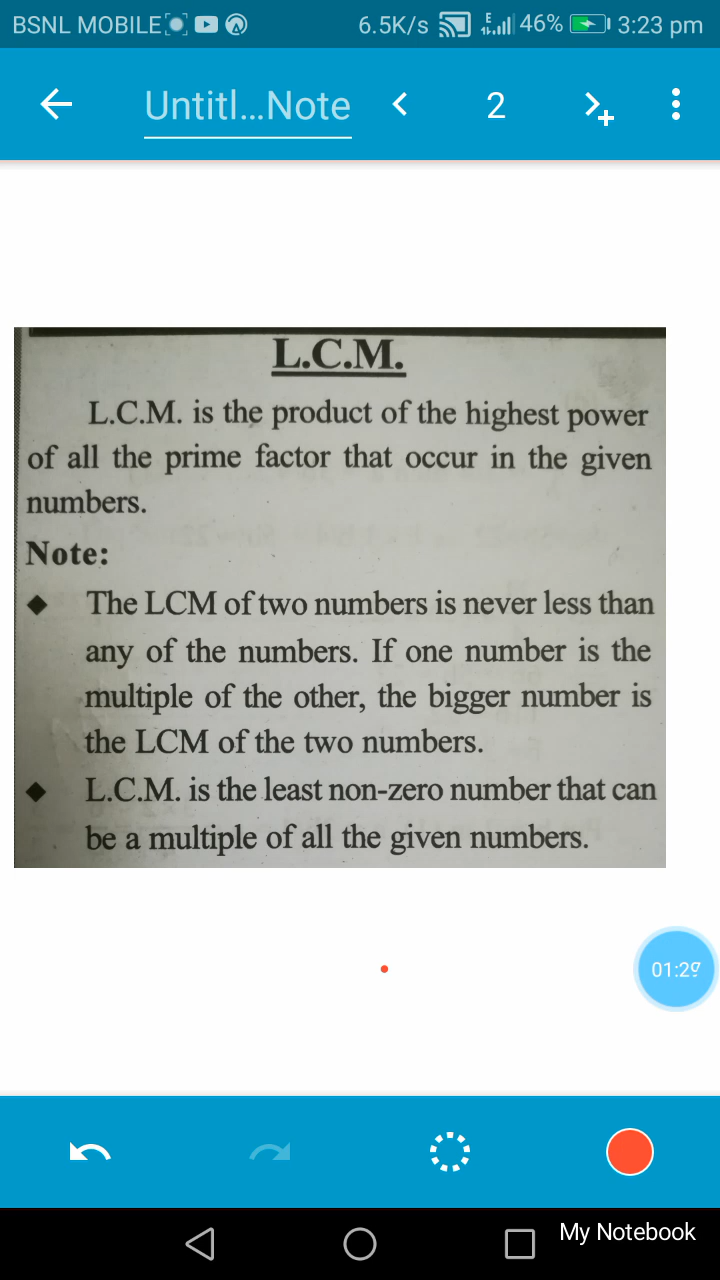 BSNL MOBILE 6.5K/s 46% 3:23 pm
Untitl...Note 2
L.C.M.
L.C.M. is the product of the highest power
of all the prime factor that occur in the given
numbers.
Note:
◆ The LCM of two numbers is never less than
any of the numbers. If one number is the
multiple of the other, the bigger number is
the LCM of the two numbers.
◆ L.C.M. is the least non-zero number that can
be a multiple of all the given numbers.
My Notebook